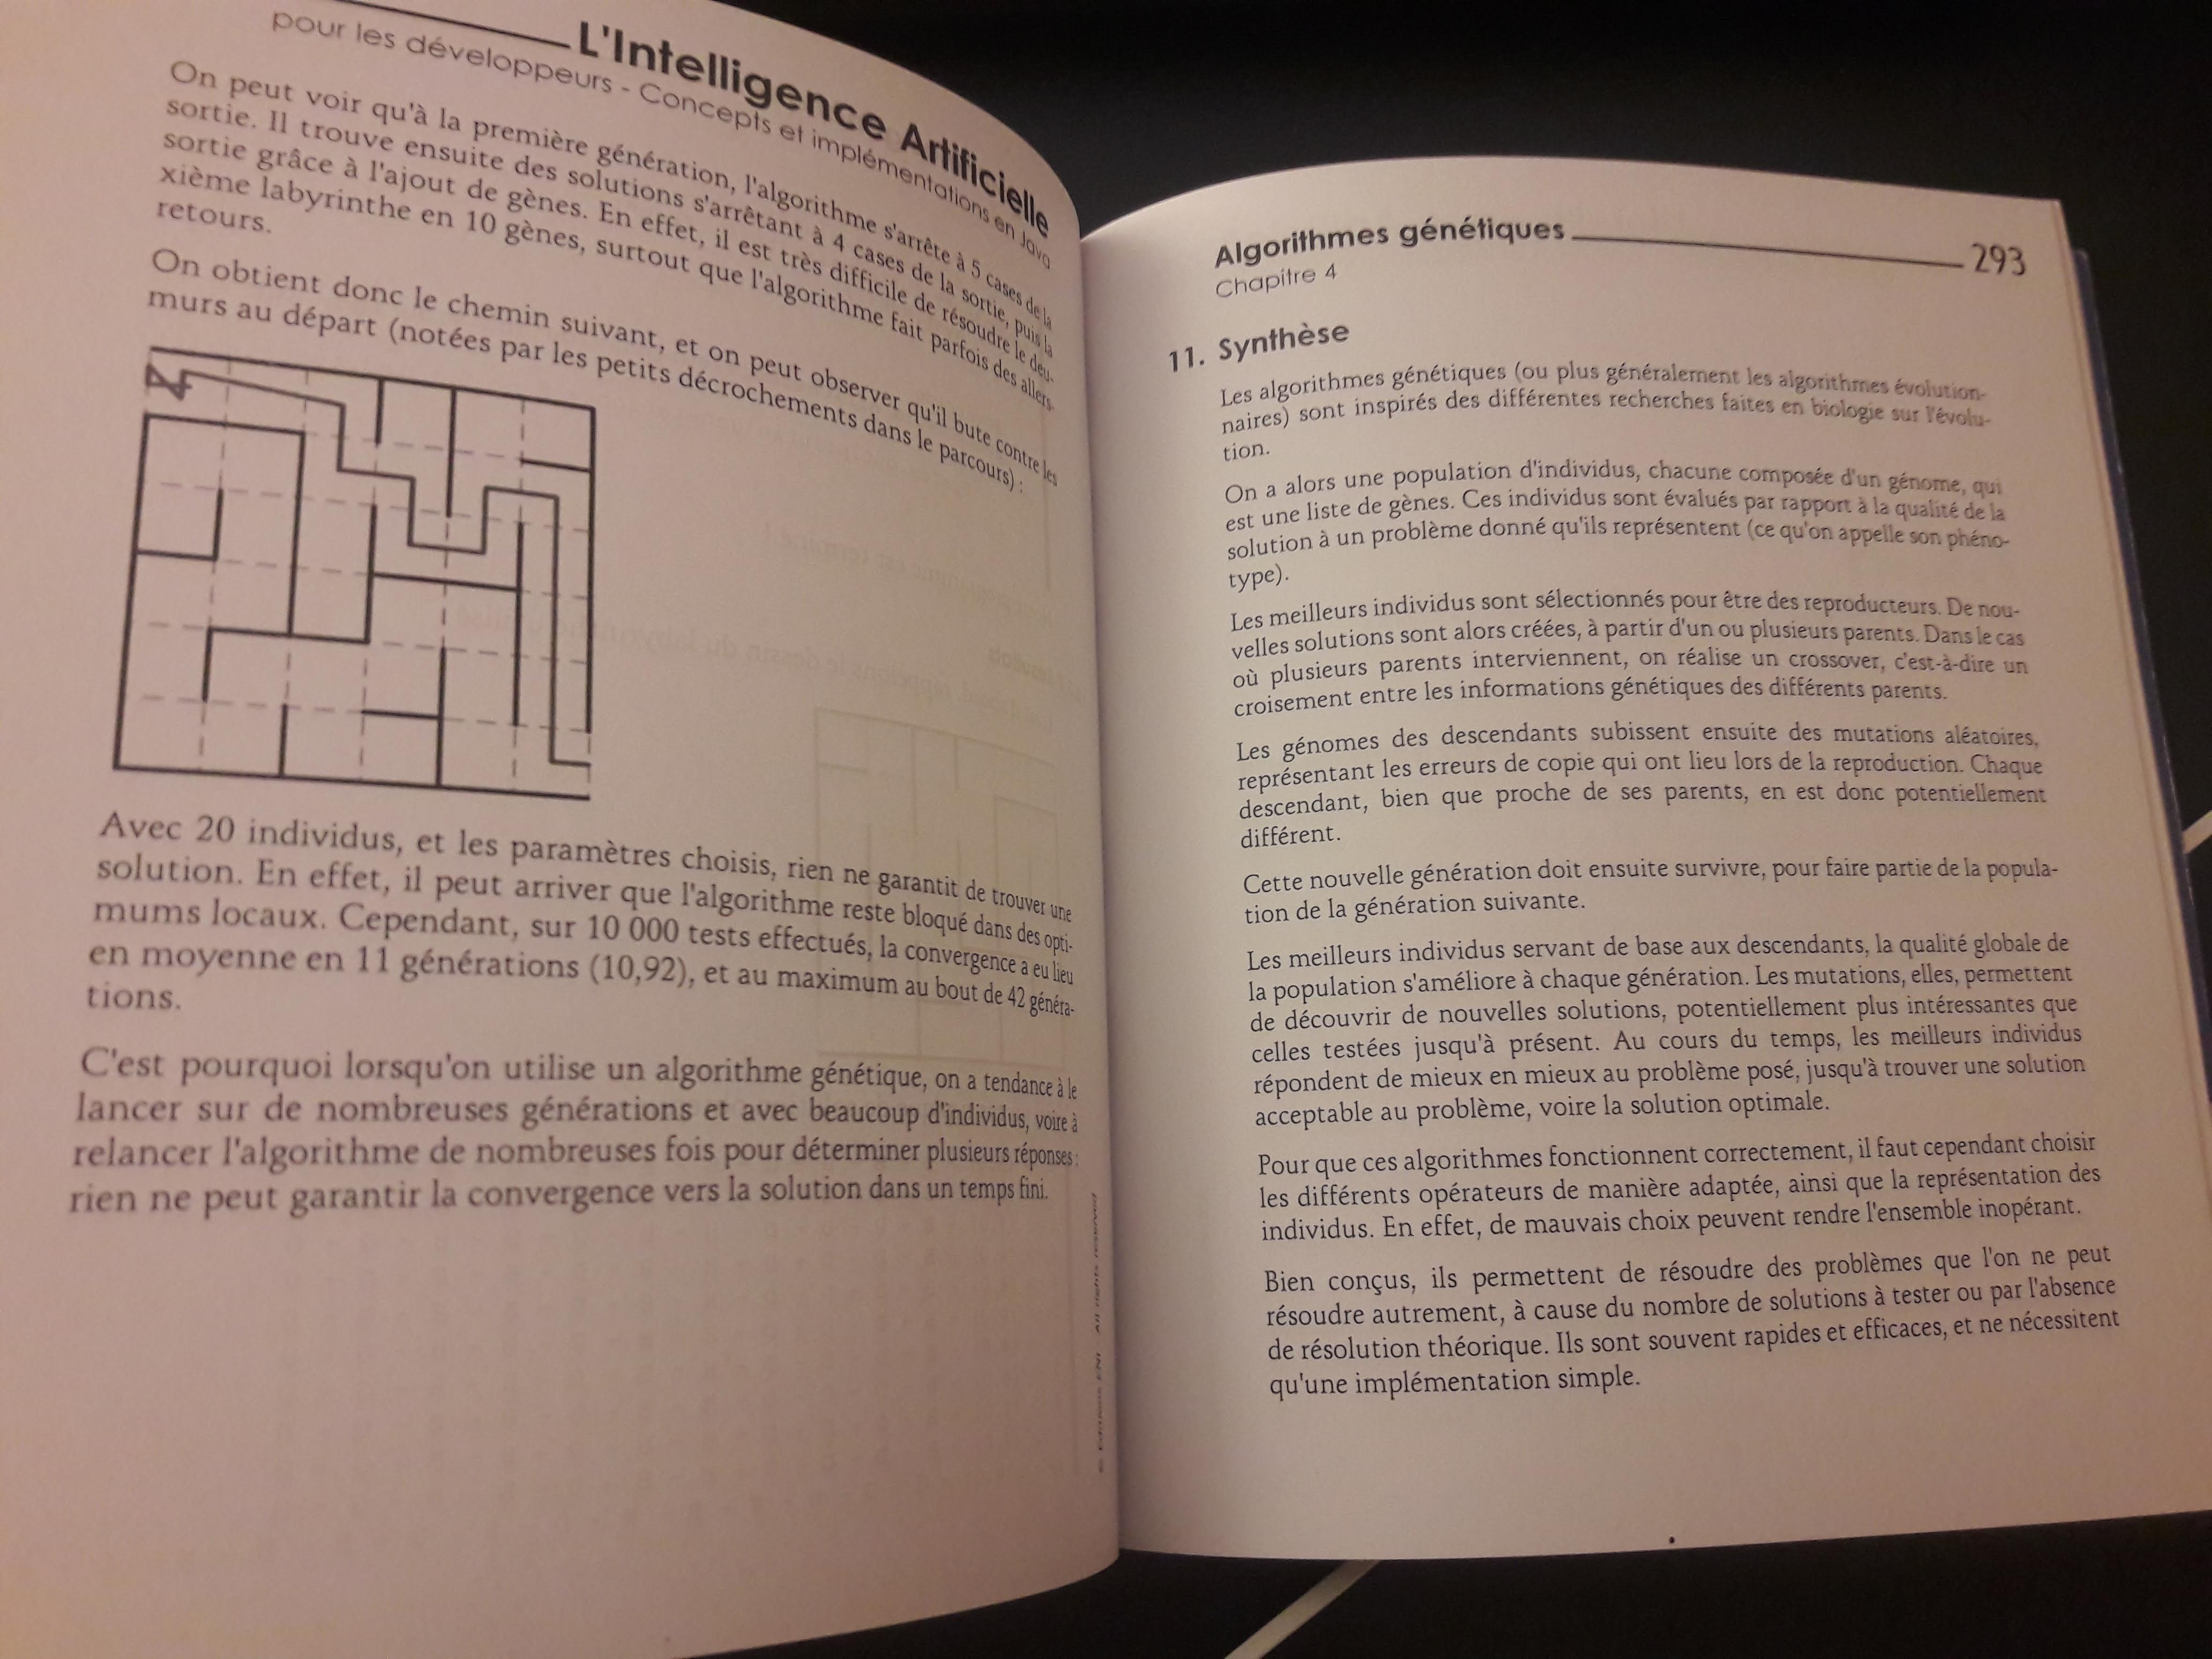 L'Intelligence Artificielle
pour les développeurs - Concepts et implémentations en Java
On peut voir qu'à la première génération, l'algorithme s'arrête à 5 cases de la
sortie. Il trouve ensuite des solutions s'arrêtant à 4 cases de la sortie, puis la
sortie grâce à l'ajout de gènes. En effet, il est très difficile de résoudre le deu-
xième labyrinthe en 10 gènes, surtout que l'algorithme fait parfois des allers-
retours.
On obtient donc le chemin suivant, et on peut observer qu'il bute contre les
murs au départ (notées par les petits décrochements dans le parcours) :
Avec 20 individus, et les paramètres choisis, rien ne garantit de trouver une
solution. En effet, il peut arriver que l'algorithme reste bloqué dans des opti-
mums locaux. Cependant, sur 10 000 tests effectués, la convergence a eu lieu
en moyenne en 11 générations (10,92), et au maximum au bout de 42 généra-
tions.
C'est pourquoi lorsqu'on utilise un algorithme génétique, on a tendance à le
lancer sur de nombreuses générations et avec beaucoup d'individus, voire à
relancer l'algorithme de nombreuses fois pour déterminer plusieurs réponses :
rien ne peut garantir la convergence vers la solution dans un temps fini.
© Editions ENI - All rights reserved
Algorithmes génétiques 293
Chapitre 4
11. Synthèse
Les algorithmes génétiques (ou plus généralement les algorithmes évolution-
naires) sont inspirés des différentes recherches faites en biologie sur l'évolu-
tion.
On a alors une population d'individus, chacune composée d'un génome, qui
est une liste de gènes. Ces individus sont évalués par rapport à la qualité de la
solution à un problème donné qu'ils représentent (ce qu'on appelle son phéno-
type).
Les meilleurs individus sont sélectionnés pour être des reproducteurs. De nou-
velles solutions sont alors créées, à partir d'un ou plusieurs parents. Dans le cas
où plusieurs parents interviennent, on réalise un crossover, c'est-à-dire un
croisement entre les informations génétiques des différents parents.
Les génomes des descendants subissent ensuite des mutations aléatoires,
représentant les erreurs de copie qui ont lieu lors de la reproduction. Chaque
descendant, bien que proche de ses parents, en est donc potentiellement
différent.
Cette nouvelle génération doit ensuite survivre, pour faire partie de la popula-
tion de la génération suivante.
Les meilleurs individus servant de base aux descendants, la qualité globale de
la population s'améliore à chaque génération. Les mutations, elles, permettent
de découvrir de nouvelles solutions, potentiellement plus intéressantes que
celles testées jusqu'à présent. Au cours du temps, les meilleurs individus
répondent de mieux en mieux au problème posé, jusqu'à trouver une solution
acceptable au problème, voire la solution optimale.
Pour que ces algorithmes fonctionnent correctement, il faut cependant choisir
les différents opérateurs de manière adaptée, ainsi que la représentation des
individus. En effet, de mauvais choix peuvent rendre l'ensemble inopérant.
Bien conçus, ils permettent de résoudre des problèmes que l'on ne peut
résoudre autrement, à cause du nombre de solutions à tester ou par l'absence
de résolution théorique. Ils sont souvent rapides et efficaces, et ne nécessitent
qu'une implémentation simple.